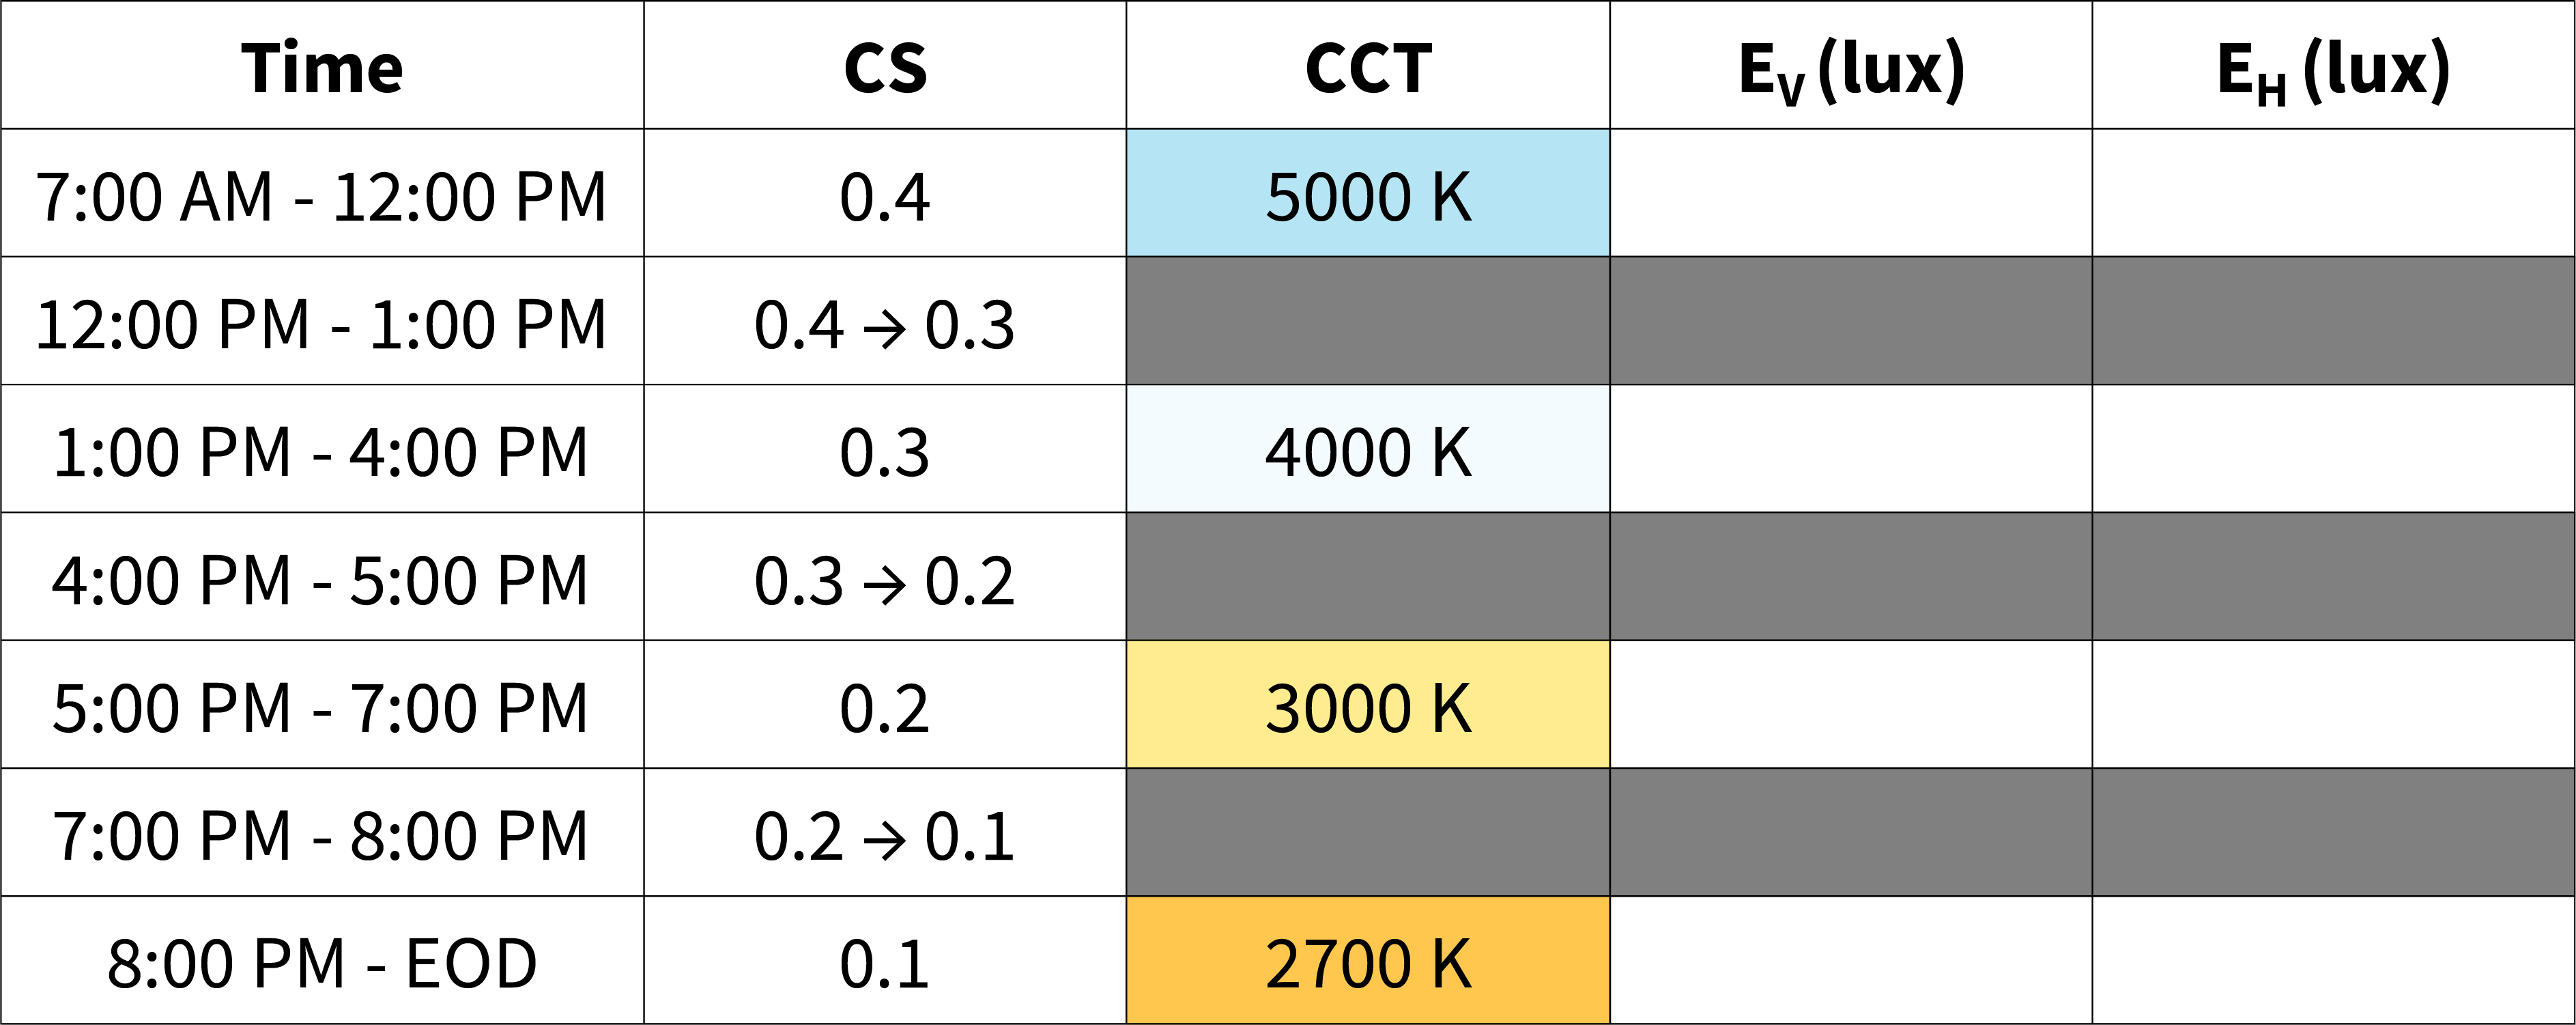 Time CS CCT EV (lux) EH (lux)
7:00 AM - 12:00 PM 0.4 5000 K
12:00 PM - 1:00 PM 0.4 → 0.3
1:00 PM - 4:00 PM 0.3 4000 K
4:00 PM - 5:00 PM 0.3 → 0.2
5:00 PM - 7:00 PM 0.2 3000 K
7:00 PM - 8:00 PM 0.2 → 0.1
8:00 PM - EOD 0.1 2700 K